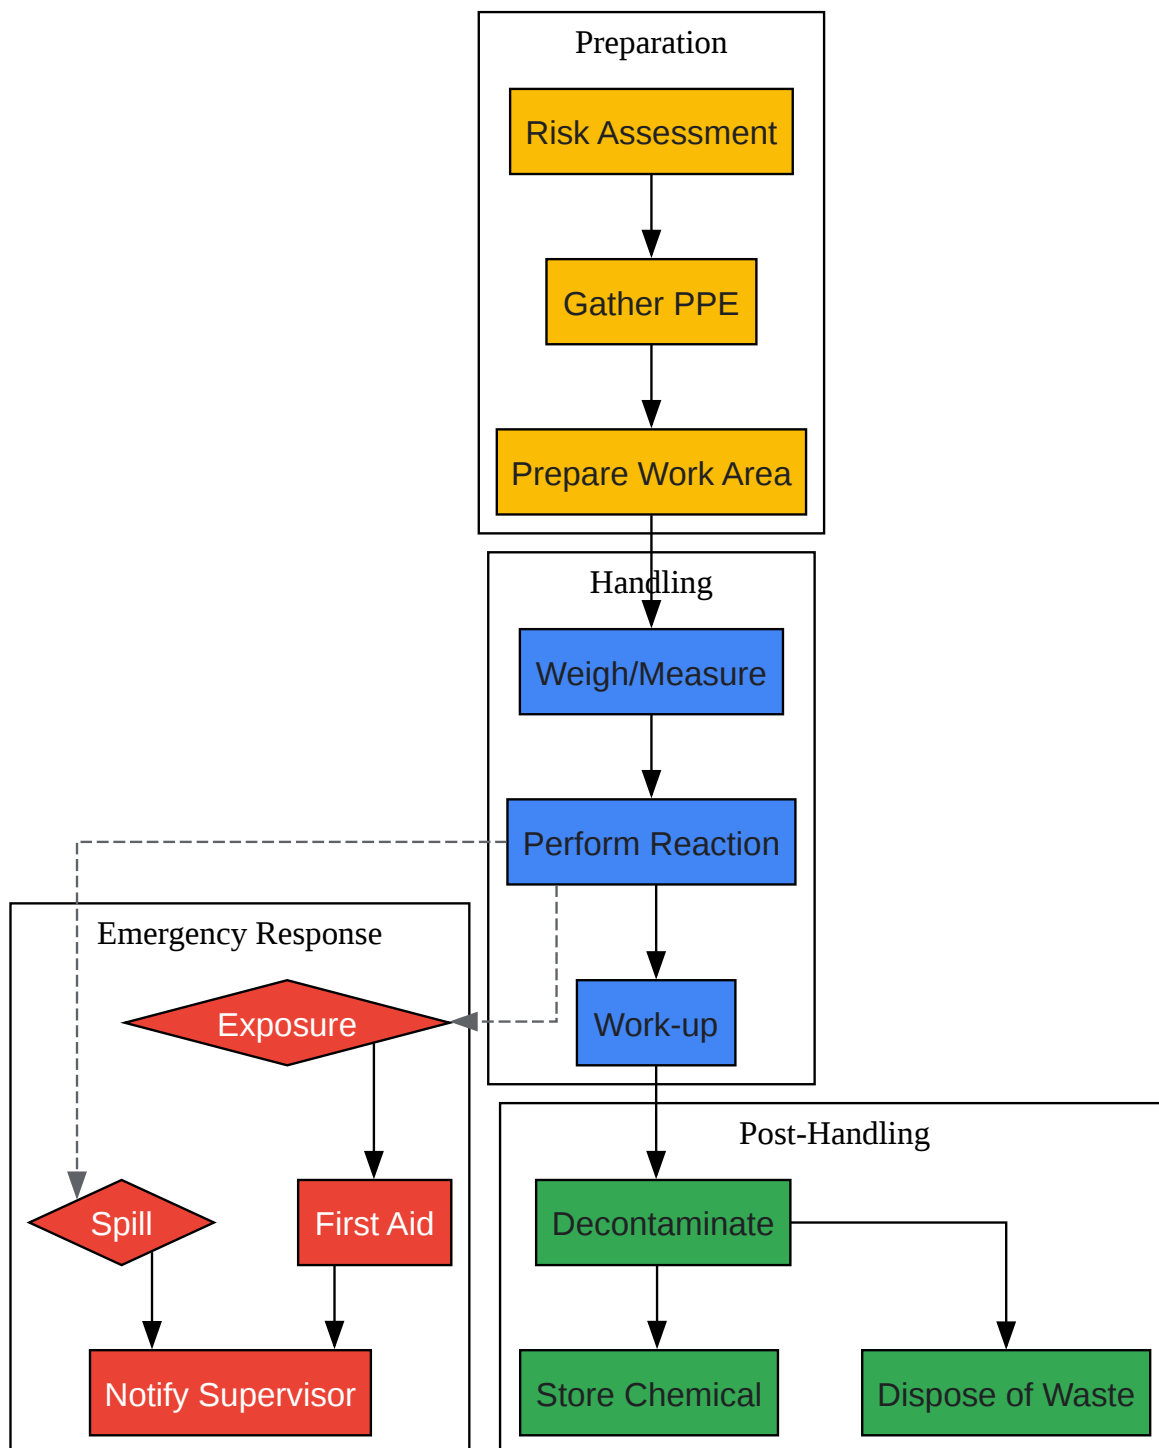 Preparation
Risk Assessment
Gather PPE
Prepare Work Area
Handling
Weigh/Measure
Perform Reaction
Work-up
Emergency Response
Exposure
Spill
First Aid
Notify Supervisor
Post-Handling
Decontaminate
Store Chemical
Dispose of Waste